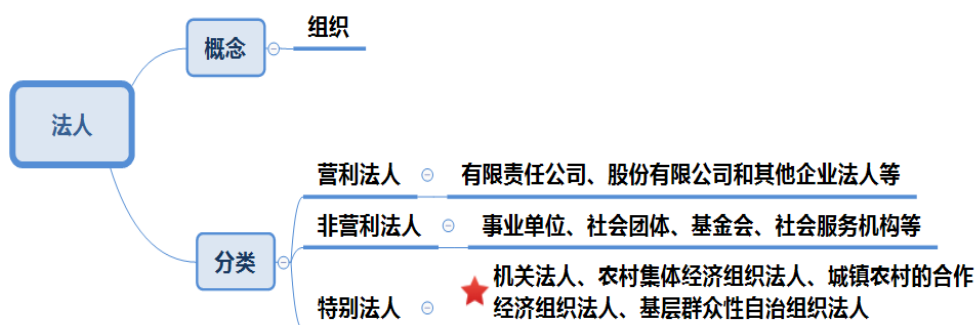 组织
概念
法人
营利法人
有限责任公司、股份有限公司和其他企业法人等
非营利法人
事业单位、社会团体、基金会、社会服务机构等
分类
特别法人
机关法人、农村集体经济组织法人、城镇农村的合作
经济组织法人、基层群众性自治组织法人